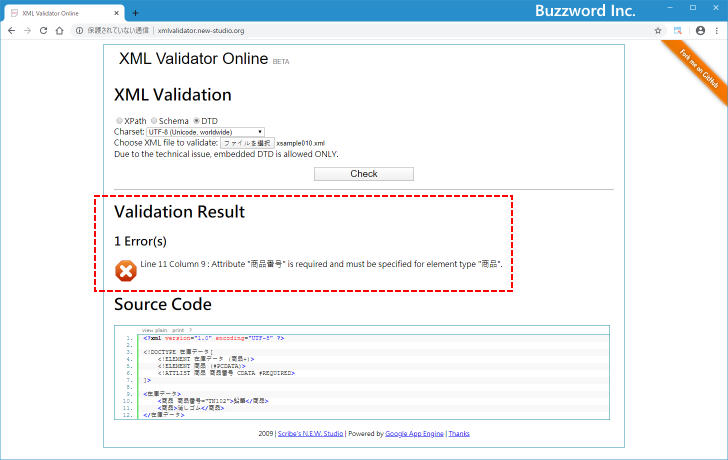 XML Validator Online
Buzzword Inc.
保護されていない通信 | xmlvalidator.new-studio.org
Fork me on GitHub
XML Validator Online BETA
XML Validation
XPath Schema DTD
Charset: UTF-8 (Unicode, worldwide)
Choose XML file to validate: ファイルを選択 xsample010.xml
Due to the technical issue, embedded DTD is allowed ONLY.
Check
Validation Result
1 Error(s)
Line 11 Column 9 : Attribute "商品番号" is required and must be specified for element type "商品".
Source Code
view plain print ?
1. <?xml version="1.0" encoding="UTF-8" ?>
2.
3. <!DOCTYPE 在庫データ[
4. <!ELEMENT 在庫データ (商品+)>
5. <!ELEMENT 商品 (#PCDATA)>
6. <!ATTLIST 商品 商品番号 CDATA #REQUIRED>
7. ]>
8.
9. <在庫データ>
10. <商品 商品番号="TN102">鉛筆</商品>
11. <商品>消しゴム</商品>
12. </在庫データ>
2009 | Scribe's N.E.W. Studio | Powered by Google App Engine | Thanks